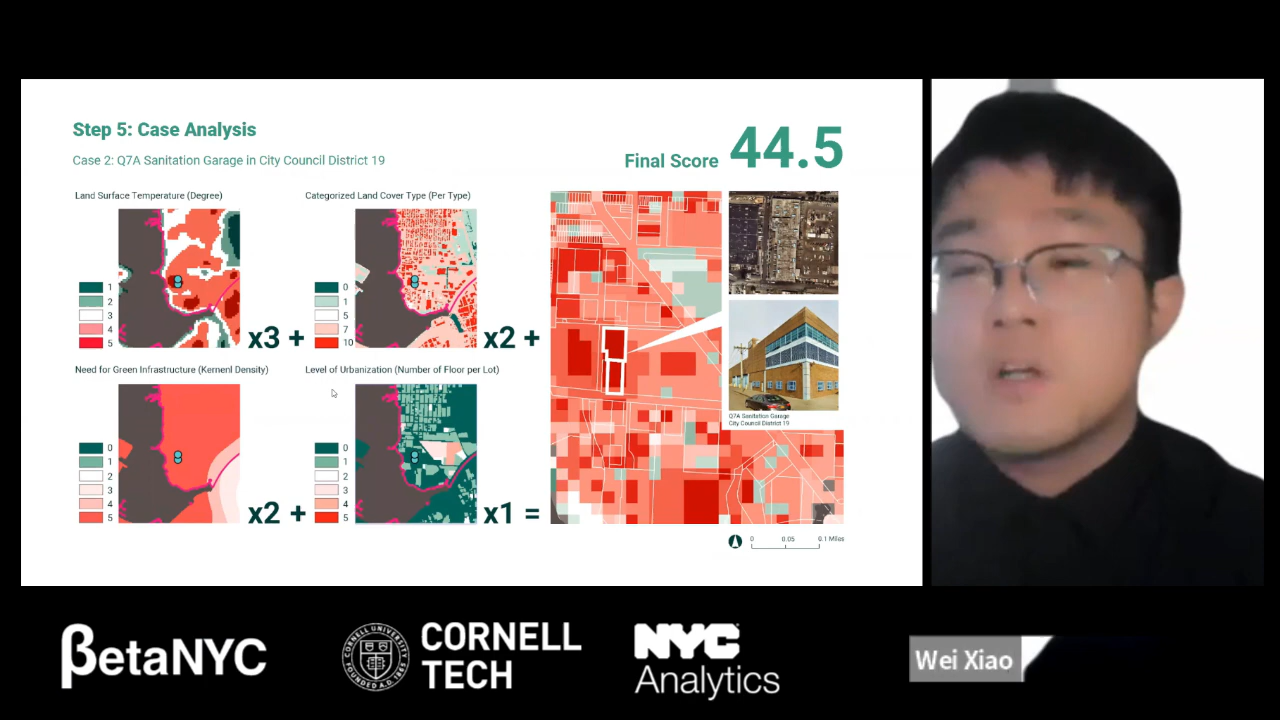 Step 5: Case Analysis
Case 2: Q7A Sanitation Garage in City Council District 19
Final Score 44.5
Land Surface Temperature (Degree)
1
2
3
4
5
x3 +
Categorized Land Cover Type (Per Type)
0
1
5
7
10
x2 +
Need for Green Infrastructure (Kernenl Density)
0
1
2
3
4
5
x2 +
Level of Urbanization (Number of Floor per Lot)
0
1
2
3
4
5
x1 =
Q7A Sanitation Garage
City Council District 19
0 0.05 0.1 Miles
βetaNYC
CORNELL UNIVERSITY
FOUNDED A.D. 1865
CORNELL
TECH
NYC
Analytics
Wei Xiao